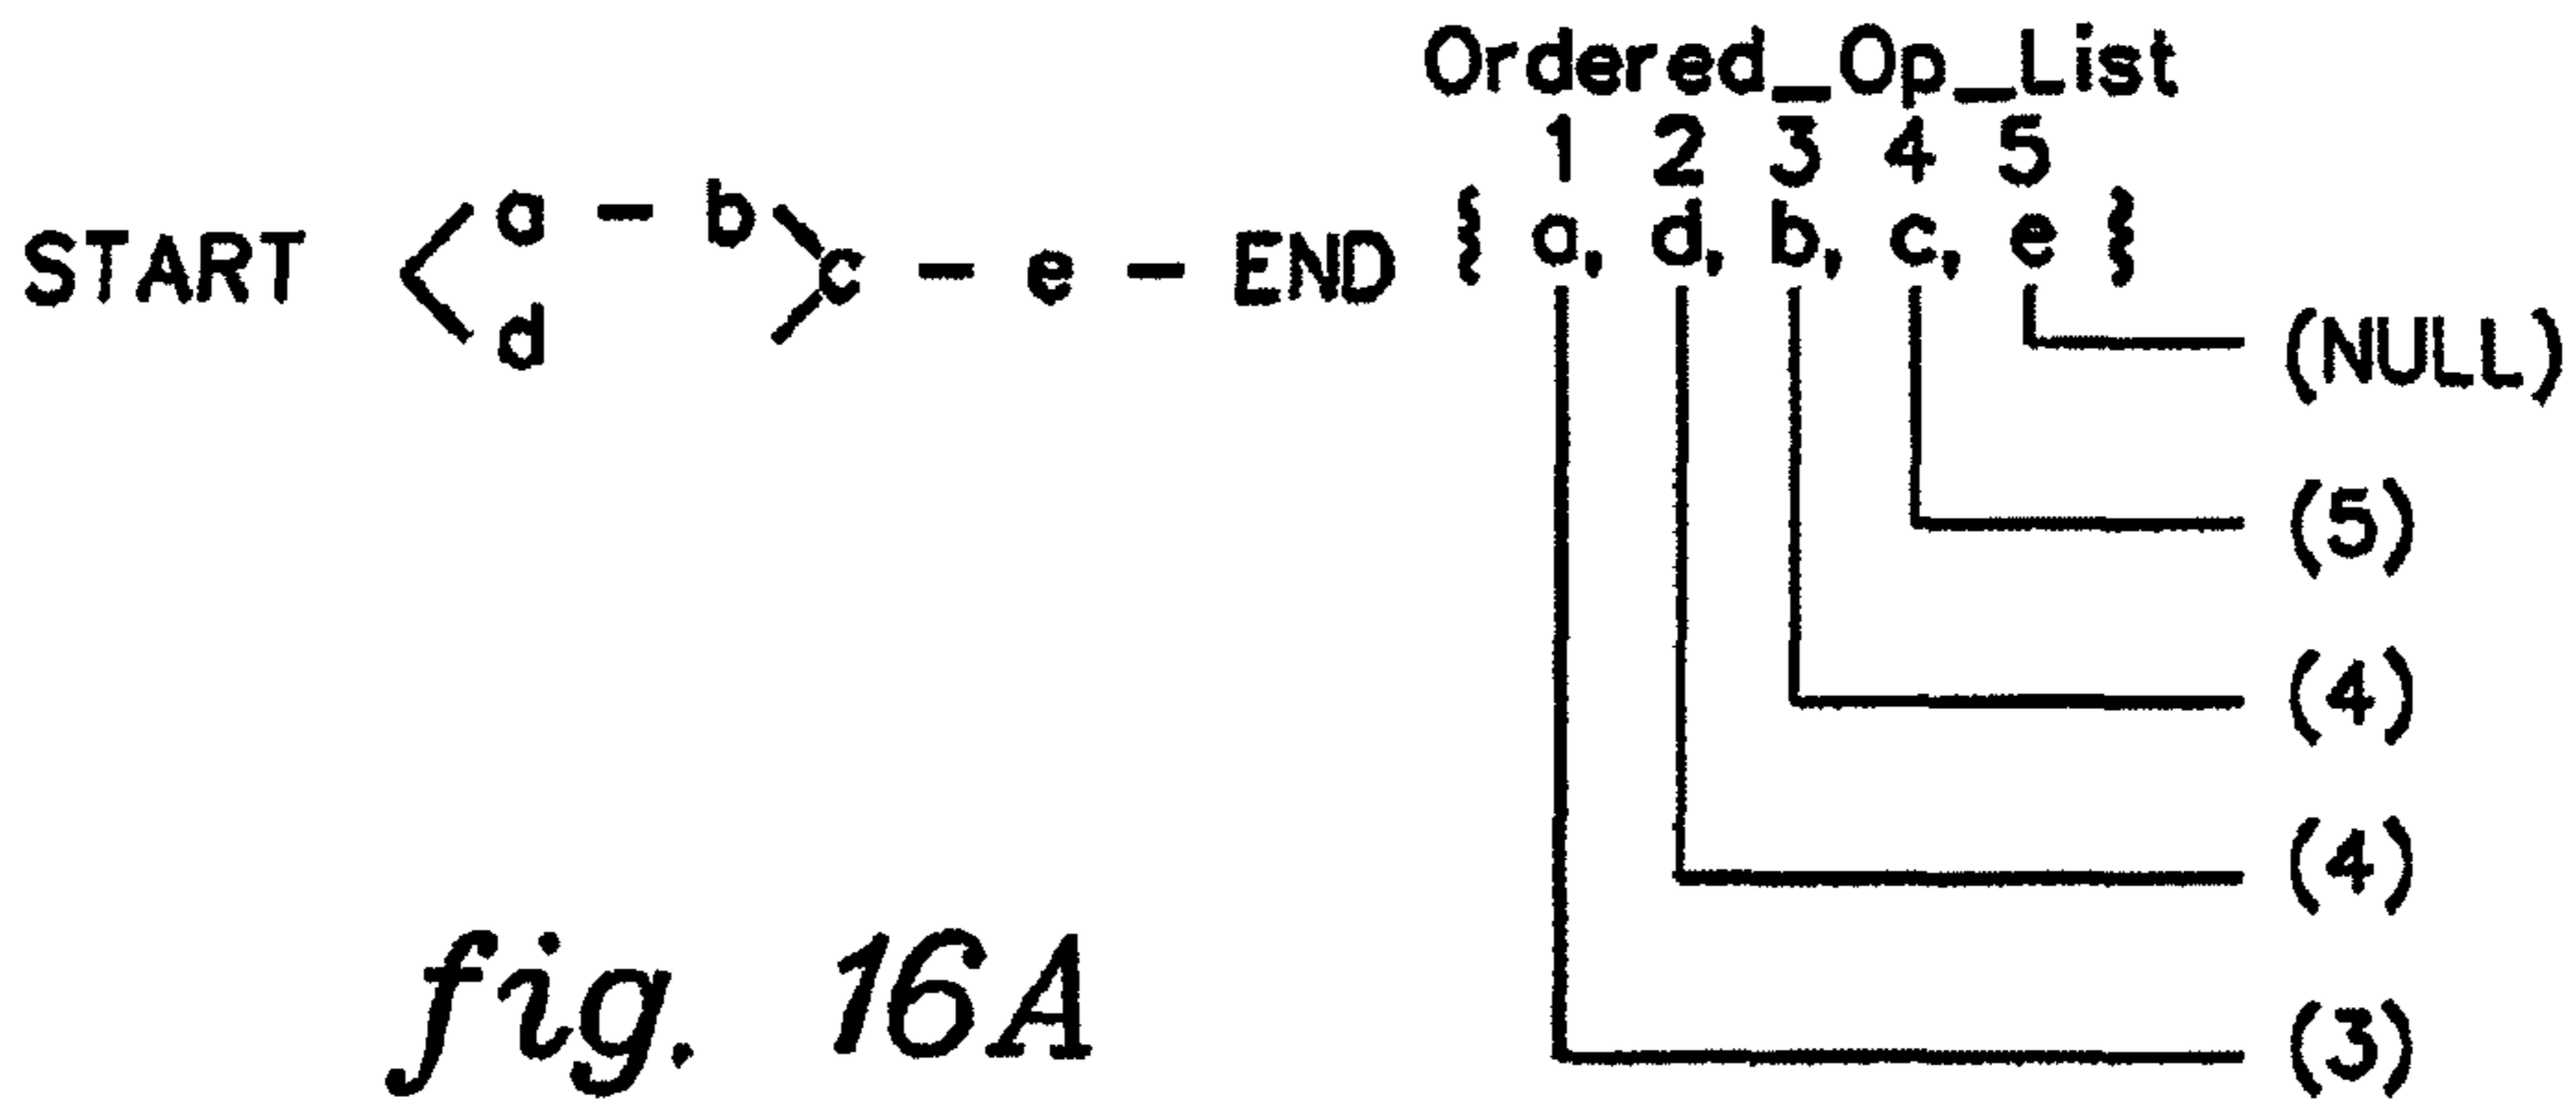 Ordered_Op_List
1 2 3 4 5
START a - b c - e - END { a, d, b, c, e }
d
(NULL)
(5)
(4)
(4)
(3)
fig. 16A